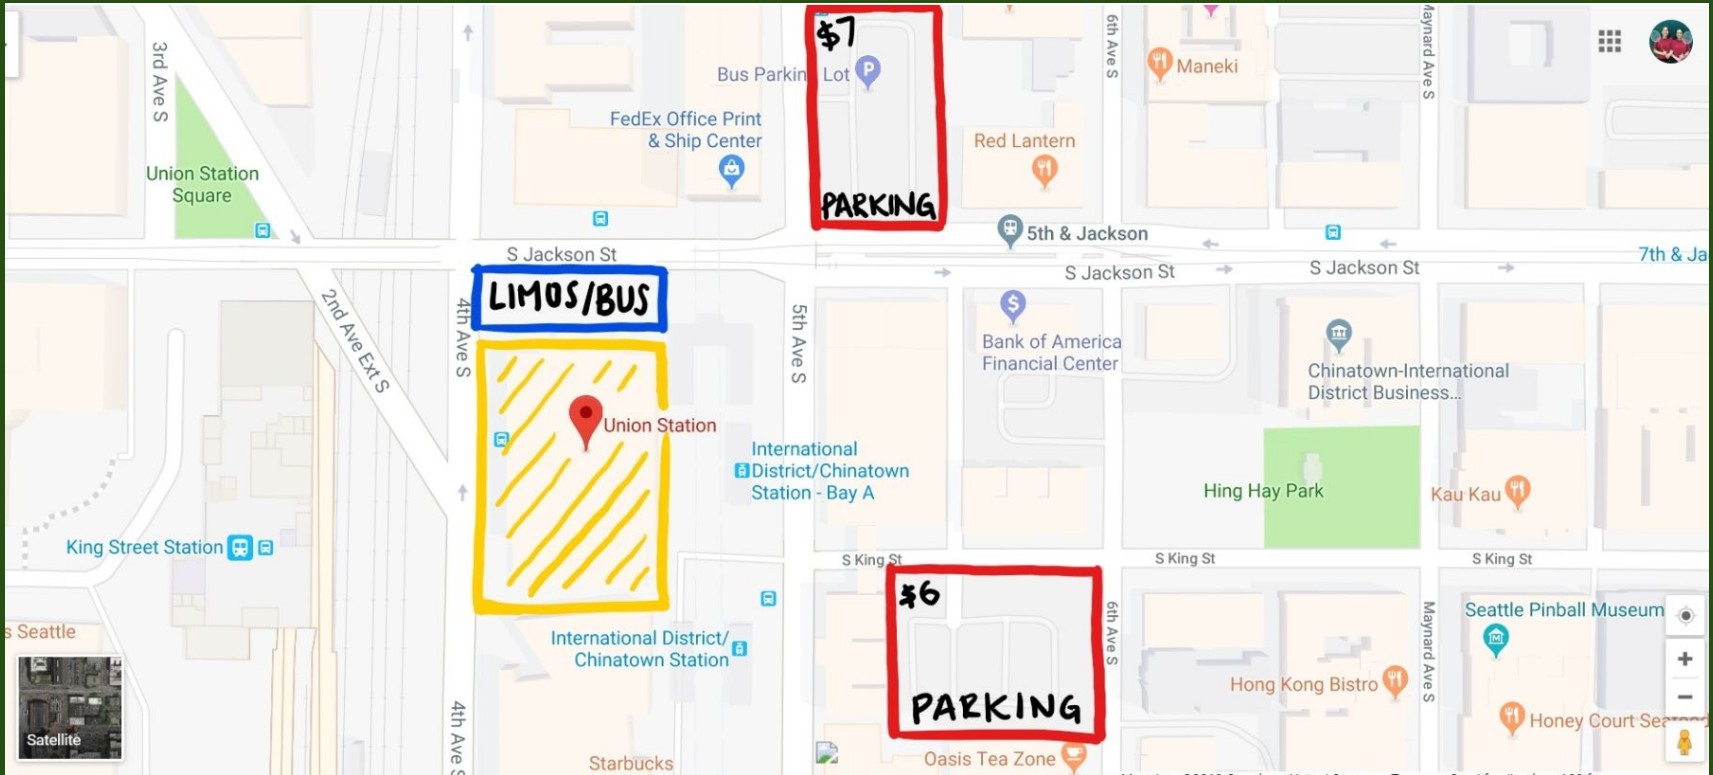 3rd Ave S
$7
Bus Parkin Lot
P
6th Ave S
Maneki
Maynard Ave S
FedEx Office Print
& Ship Center
Red Lantern
Union Station
Square
PARKING
5th & Jackson
S Jackson St
S Jackson St
S Jackson St
7th & Ja
LIMOS/BUS
2nd Ave Ext S
4th Ave S
5th Ave S
$
Bank of America
Financial Center
Chinatown-International
District Business...
Union Station
International
District/Chinatown
Station - Bay A
Hing Hay Park
Kau Kau
King Street Station
S King St
S King St
S King St
$6
PARKING
6th Ave S
Maynard Ave S
Seattle Pinball Museum
M
s Seattle
International District/
Chinatown Station
Hong Kong Bistro
Honey Court Seafood
Satellite
4th Ave S
Starbucks
Oasis Tea Zone